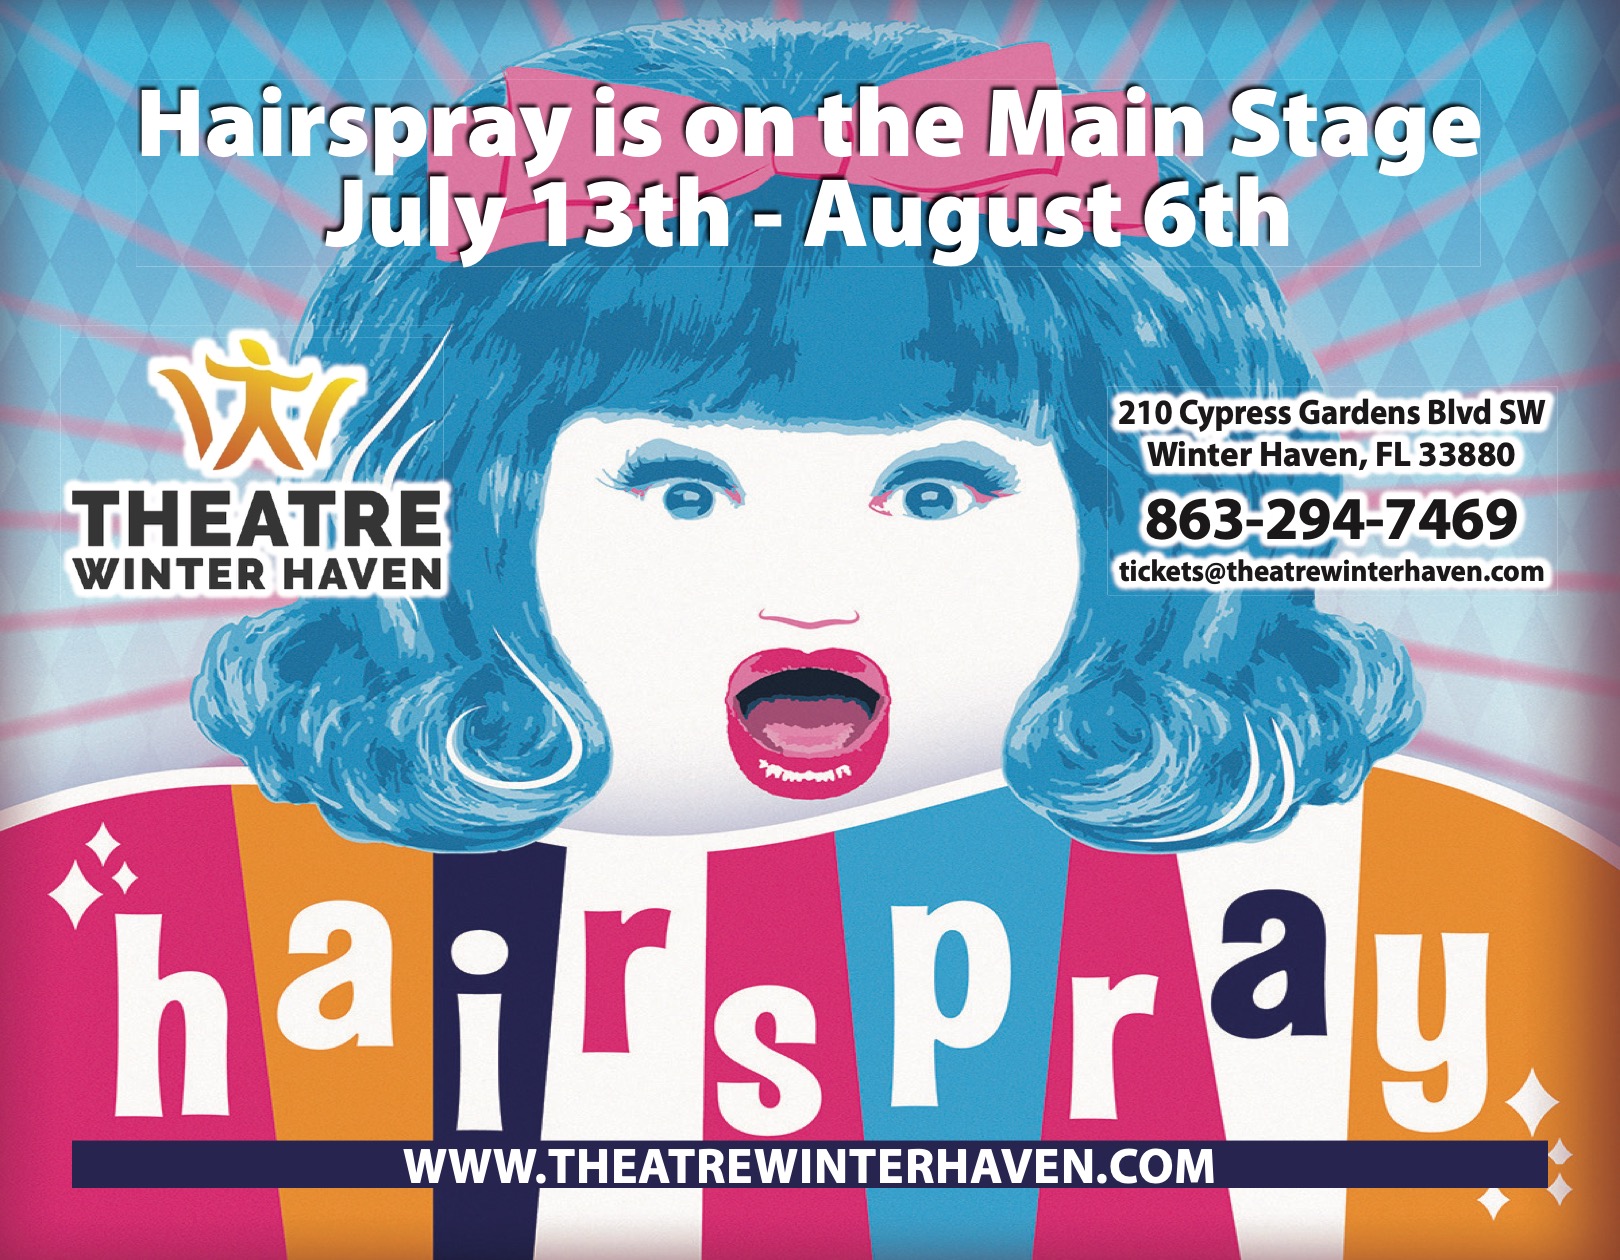 Hairspray is on the Main Stage
July 13th - August 6th
THEATRE
WINTER HAVEN
210 Cypress Gardens Blvd SW
Winter Haven, FL 33880
863-294-7469
tickets@theatrewinterhaven.com
hairspray
WWW.THEATREWINTERHAVEN.COM